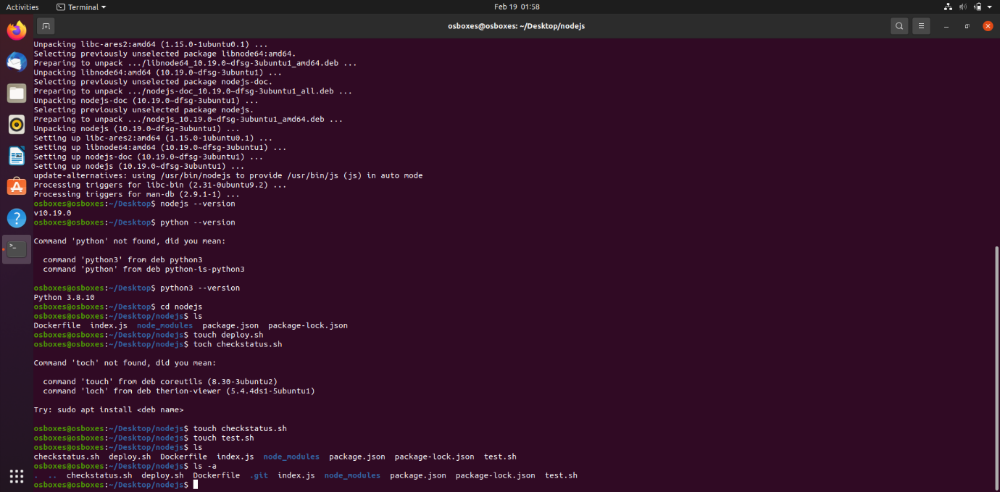 Activities
Terminal
Feb 19 01:58
osboxes@osboxes: ~/Desktop/nodejs
Unpacking libc-ares2:amd64 (1.15.0-1ubuntu0.1) ...
Selecting previously unselected package libnode64:amd64.
Preparing to unpack .../libnode64_10.19.0~dfsg-3ubuntu1_amd64.deb ...
Unpacking libnode64:amd64 (10.19.0~dfsg-3ubuntu1) ...
Selecting previously unselected package nodejs-doc.
Preparing to unpack .../nodejs-doc_10.19.0~dfsg-3ubuntu1_all.deb ...
Unpacking nodejs-doc (10.19.0~dfsg-3ubuntu1) ...
Selecting previously unselected package nodejs.
Preparing to unpack .../nodejs_10.19.0~dfsg-3ubuntu1_amd64.deb ...
Unpacking nodejs (10.19.0~dfsg-3ubuntu1) ...
Setting up libc-ares2:amd64 (1.15.0-1ubuntu0.1) ...
Setting up libnode64:amd64 (10.19.0~dfsg-3ubuntu1) ...
Setting up nodejs-doc (10.19.0~dfsg-3ubuntu1) ...
Setting up nodejs (10.19.0~dfsg-3ubuntu1) ...
update-alternatives: using /usr/bin/nodejs to provide /usr/bin/js (js) in auto mode
Processing triggers for libc-bin (2.31-0ubuntu9.2) ...
Processing triggers for man-db (2.9.1-1) ...
osboxes@osboxes:~/Desktop$ nodejs --version
v10.19.0
osboxes@osboxes:~/Desktop$ python --version
Command 'python' not found, did you mean:
command 'python3' from deb python3
command 'python' from deb python-is-python3
osboxes@osboxes:~/Desktop$ python3 --version
Python 3.8.10
osboxes@osboxes:~/Desktop$ cd nodejs
osboxes@osboxes:~/Desktop/nodejs$ ls
Dockerfile index.js node_modules package.json package-lock.json
osboxes@osboxes:~/Desktop/nodejs$ touch deploy.sh
osboxes@osboxes:~/Desktop/nodejs$ toch checkstatus.sh
Command 'toch' not found, did you mean:
command 'touch' from deb coreutils (8.30-3ubuntu2)
command 'loch' from deb therion-viewer (5.4.4ds1-5ubuntu1)
Try: sudo apt install <deb name>
osboxes@osboxes:~/Desktop/nodejs$ touch checkstatus.sh
osboxes@osboxes:~/Desktop/nodejs$ touch test.sh
osboxes@osboxes:~/Desktop/nodejs$ ls
checkstatus.sh deploy.sh Dockerfile index.js node_modules package.json package-lock.json test.sh
osboxes@osboxes:~/Desktop/nodejs$ ls -a
. .. checkstatus.sh deploy.sh Dockerfile .git index.js node_modules package.json package-lock.json test.sh
osboxes@osboxes:~/Desktop/nodejs$